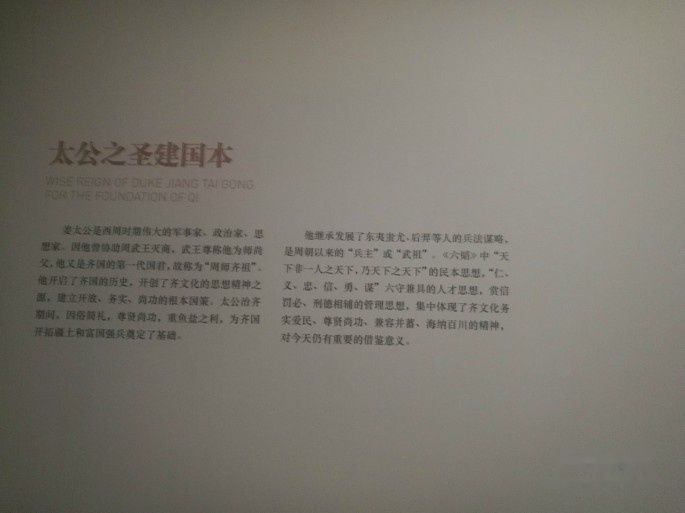 太公之圣建国本
WISE REIGN OF DUKE JIANG TAI GONG
FOR THE FOUNDATION OF QI
姜太公是西周时期伟大的军事家、政治家、思
想家。因他曾协助周武王灭商，武王尊称他为师尚
父，他又是齐国的第一代国君，故称为“周师齐祖”。
他开启了齐国的历史，开创了齐文化的思想精神之
源，建立开放、务实、尚功的根本国策。太公治齐
期间，因俗简礼，尊贤尚功，重鱼盐之利，为齐国
开拓疆土和富国强兵奠定了基础。
他继承发展了东夷蚩尤、后羿等人的兵法谋略，
是周朝以来的“兵主”或“武祖”。《六韬》中“天
下非一人之天下，乃天下之天下”的民本思想，“仁、
义、忠、信、勇、谋”六守兼具的人才思想，赏信
罚必、刑德相辅的管理思想，集中体现了齐文化务
实爱民、尊贤尚功、兼容并蓄、海纳百川的精神，
对今天仍有重要的借鉴意义。